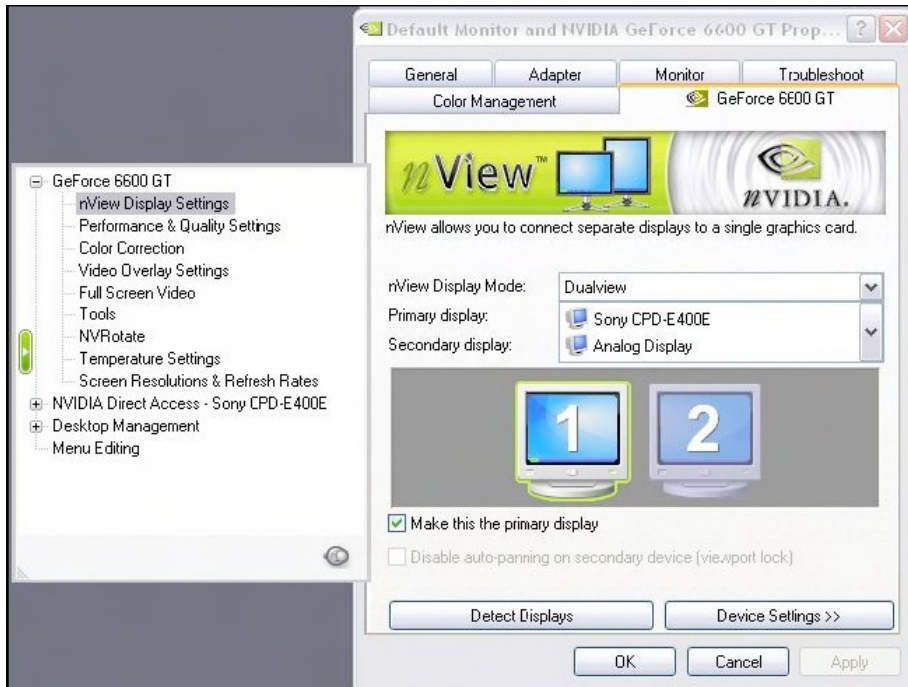 Default Monitor and NVIDIA GeForce 6600 GT Prop...
General Adapter Monitor Troubleshoot
Color Management GeForce 6600 GT
nView™
nVIDIA.
nView allows you to connect separate displays to a single graphics card.
GeForce 6600 GT
nView Display Settings
Performance & Quality Settings
Color Correction
Video Overlay Settings
Full Screen Video
Tools
NVRotate
Temperature Settings
Screen Resolutions & Refresh Rates
NVIDIA Direct Access - Sony CPD-E400E
Desktop Management
Menu Editing
nView Display Mode: Dualview
Primary display: Sony CPD-E400E
Secondary display: Analog Display
1 2
Make this the primary display
Disable auto-panning on secondary device (viewport lock)
Detect Displays Device Settings >>
OK Cancel Apply